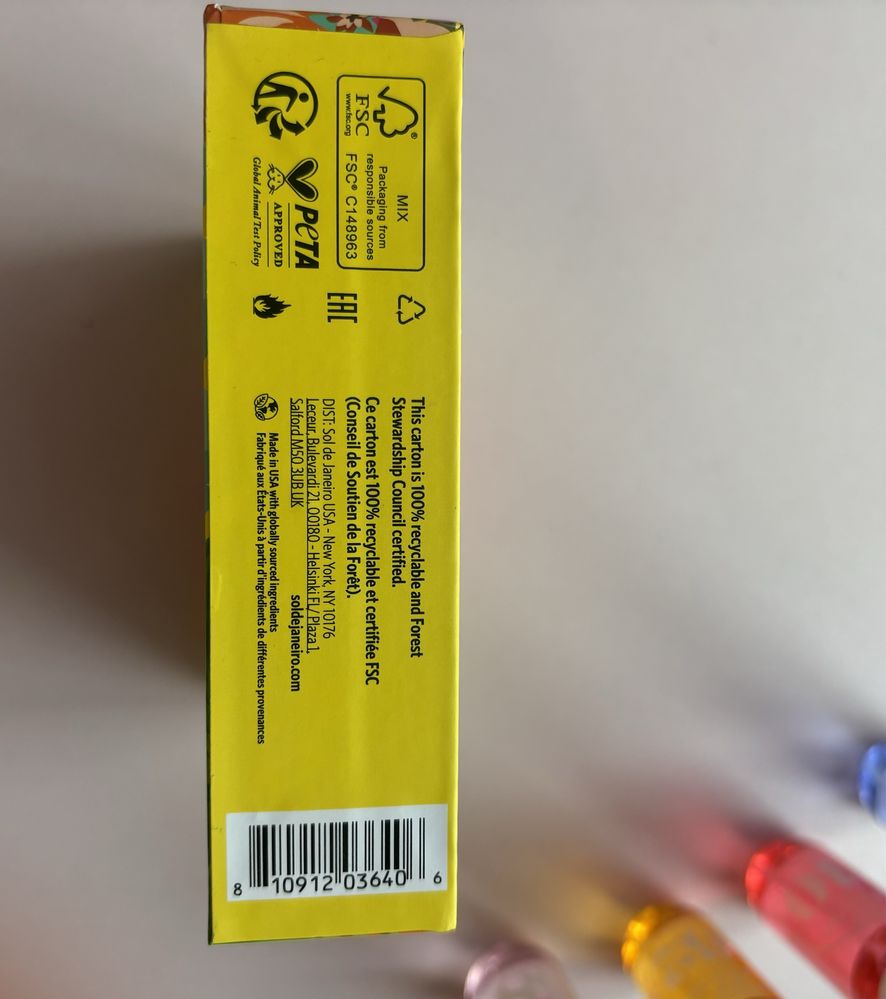 FSC
www.fsc.org
MIX
Packaging from
responsible sources
FSC® C148963
PETA
APPROVED
Global Animal Test Policy
EAC
This carton is 100% recyclable and Forest
Stewardship Council certified.
Ce carton est 100% recyclable et certifiée FSC
(Conseil de Soutien de la Forêt).
DIST: Sol de Janeiro USA - New York, NY 10176
Leceur, Bulevardi 21, 00180 - Helsinki FI,/ Plaza 1,
Salford M50 3UB UK
soldejaneiro.com
Made in USA with globally sourced ingredients
Fabriqué aux États-Unis à partir d'ingrédients de différentes provenances
8 10912 03640 6